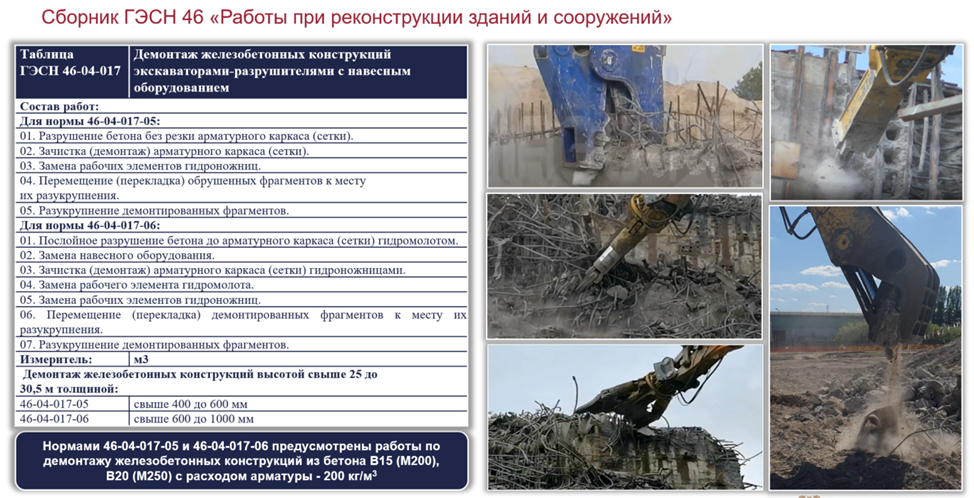 Сборник ГЭСН 46 «Работы при реконструкции зданий и сооружений»
Таблица
ГЭСН 46-04-017
Демонтаж железобетонных конструкций
экскаваторами-разрушителями с навесным
оборудованием
Состав работ:
Для нормы 46-04-017-05:
01. Разрушение бетона без резки арматурного каркаса (сетки).
02. Зачистка (демонтаж) арматурного каркаса (сетки).
03. Замена рабочих элементов гидроножниц.
04. Перемещение (перекладка) обрушенных фрагментов к месту
их разукрупнения.
05. Разукрупнение демонтированных фрагментов.
Для нормы 46-04-017-06:
01. Послойное разрушение бетона до арматурного каркаса (сетки) гидромолотом.
02. Замена навесного оборудования.
03. Зачистка (демонтаж) арматурного каркаса (сетки) гидроножницами.
04. Замена рабочего элемента гидромолота.
05. Замена рабочих элементов гидроножниц.
06. Перемещение (перекладка) демонтированных фрагментов к месту их
разукрупнения.
07. Разукрупнение демонтированных фрагментов.
Измеритель: м3
Демонтаж железобетонных конструкций высотой свыше 25 до
30,5 м толщиной:
46-04-017-05 свыше 400 до 600 мм
46-04-017-06 свыше 600 до 1000 мм
Нормами 46-04-017-05 и 46-04-017-06 предусмотрены работы по
демонтажу железобетонных конструкций из бетона В15 (М200),
В20 (М250) с расходом арматуры - 200 кг/м³